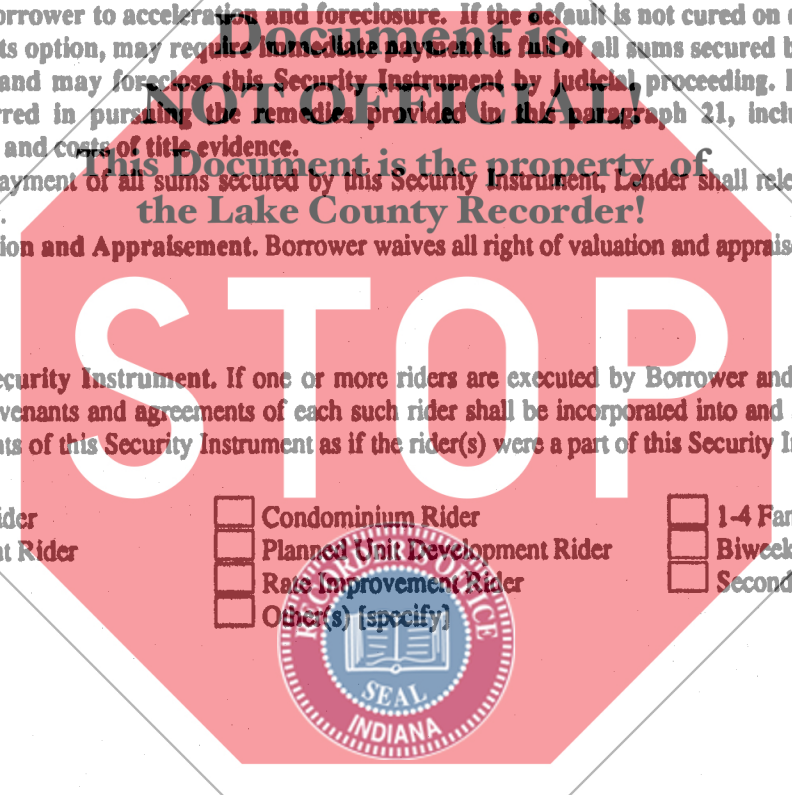 orrower to acceleration and foreclosure. If the default is not cured on
Document is
ts option, may require immediate payment in full of all sums secured b
and may foreclose this Security Instrument by judicial proceeding.
NOT OFFICIAL!
rred in pursuing the remedies provided in this paragraph 21, inclu
and costs of title evidence.
This Document is the property of
ayment of all sums secured by this Security Instrument, Lender shall rele
the Lake County Recorder!
ion and Appraisement. Borrower waives all right of valuation and appraise
STOP
ecurity Instrument. If one or more riders are executed by Borrower and
venants and agreements of each such rider shall be incorporated into and
nts of this Security Instrument as if the rider(s) were a part of this Security I
ider
Condominium Rider
1-4 Fam
t Rider
Planned Unit Development Rider
Biweek
Rate Improvement Rider
Second
Other(s) [specify]
RECORDER'S OFFICE
SEAL
INDIANA